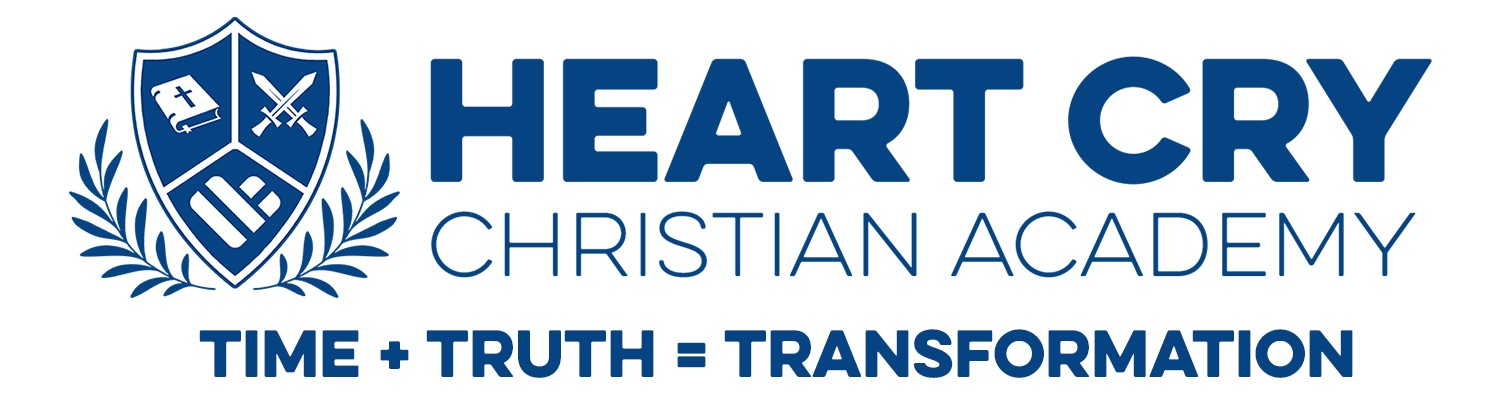 HEART CRY
CHRISTIAN ACADEMY
TIME + TRUTH = TRANSFORMATION